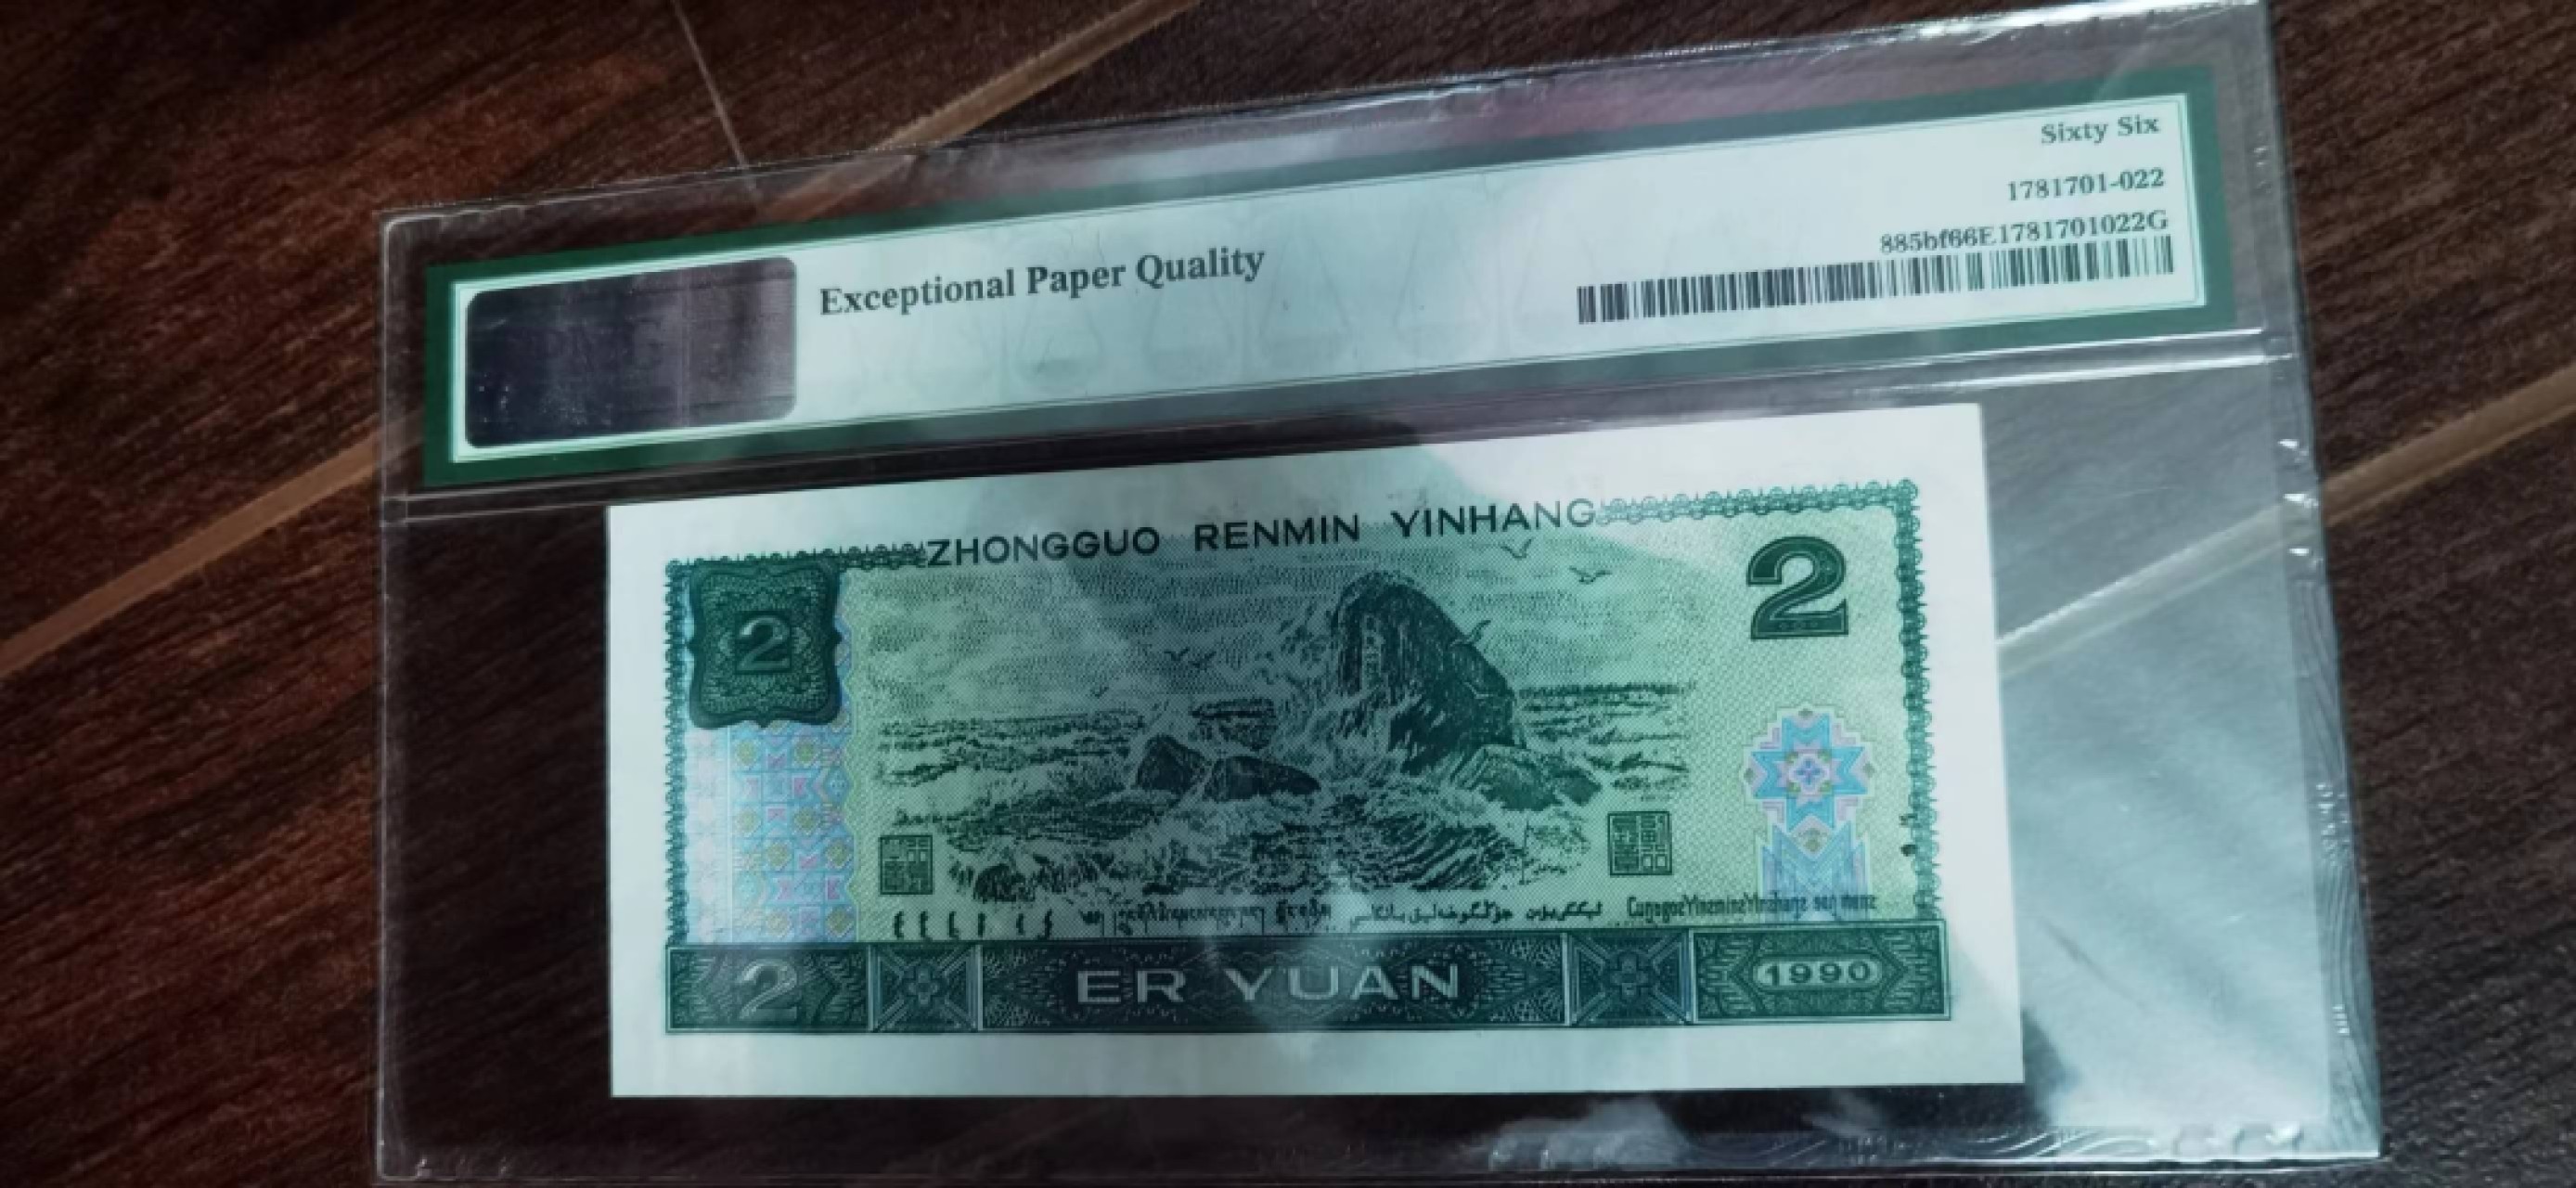 Sixty Six
1781701-022
885bf66E1781701022G
Exceptional Paper Quality
ZHONGGUO RENMIN YINHANG
2
2
2
ER YUAN
1990